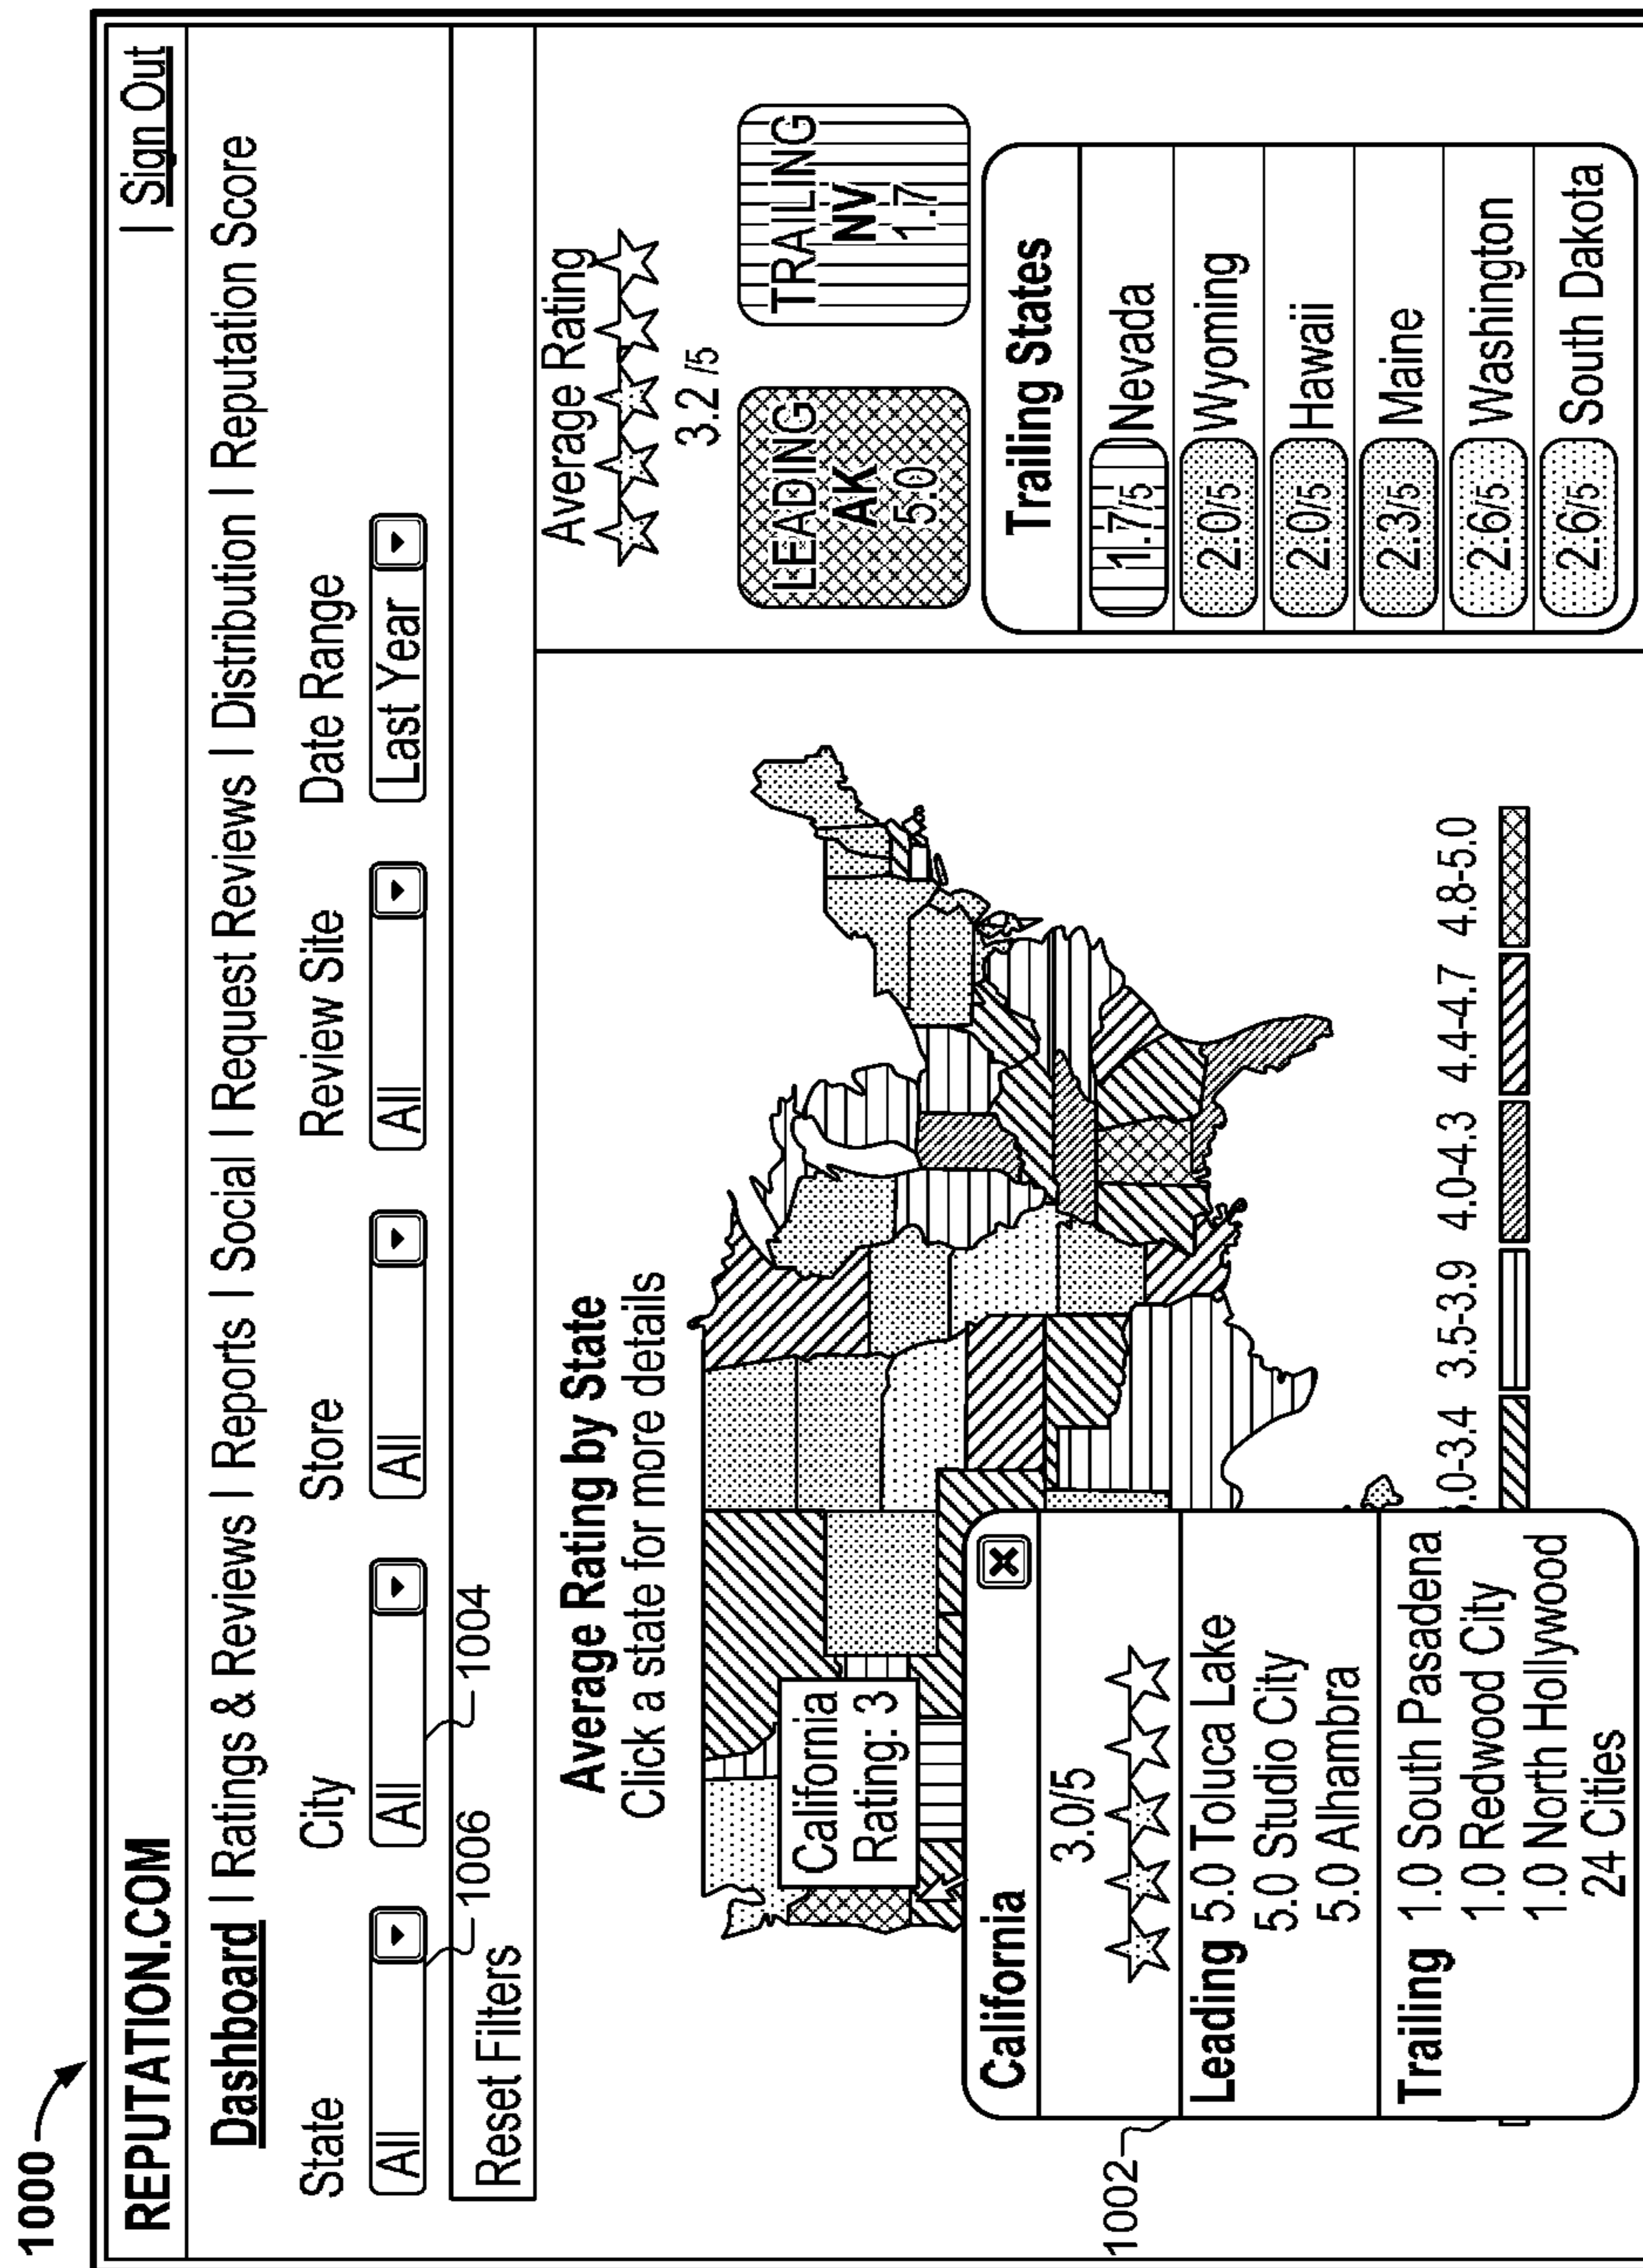 1000
REPUTATION.COM
| Sign Out
Dashboard | Ratings & Reviews | Reports | Social | Request Reviews | Distribution | Reputation Score
State City Store Review Site Date Range
All All All All Last Year
1006 1004
Reset Filters
Average Rating by State
Click a state for more details
California
Rating: 3
1002
California
3.0/5
Leading 5.0 Toluca Lake
5.0 Studio City
5.0 Alhambra
Trailing 1.0 South Pasadena
1.0 Redwood City
1.0 North Hollywood
24 Cities
.0-3.4 3.5-3.9 4.0-4.3 4.4-4.7 4.8-5.0
Average Rating
3.2 /5
LEADING
AK
5.0
TRAILING
NV
1.7
Trailing States
1.7/5 Nevada
2.0/5 Wyoming
2.0/5 Hawaii
2.3/5 Maine
2.6/5 Washington
2.6/5 South Dakota